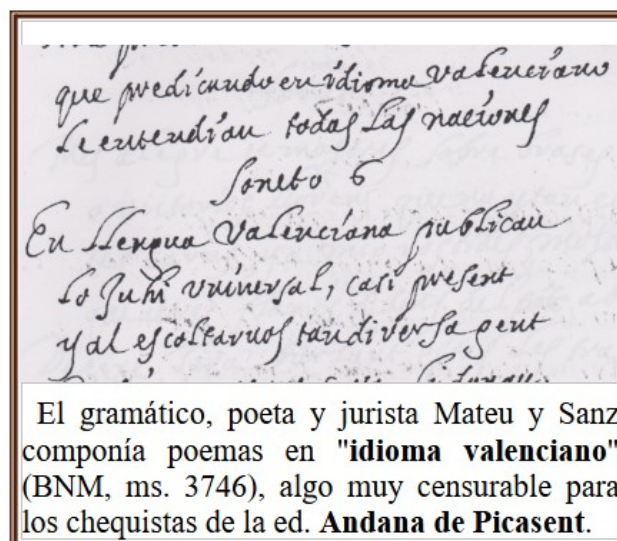 que predicando en idioma valenciano
le entendian todas las naciones
Soneto 6
En llengua Valenciana publicau
lo Juhi vniversal, casi present
y al escoltarvos tan diversa gent
El gramático, poeta y jurista Mateu y Sanz
componía poemas en "idioma valenciano"
(BNM, ms. 3746), algo muy censurable para
los chequistas de la ed. Andana de Picasent.